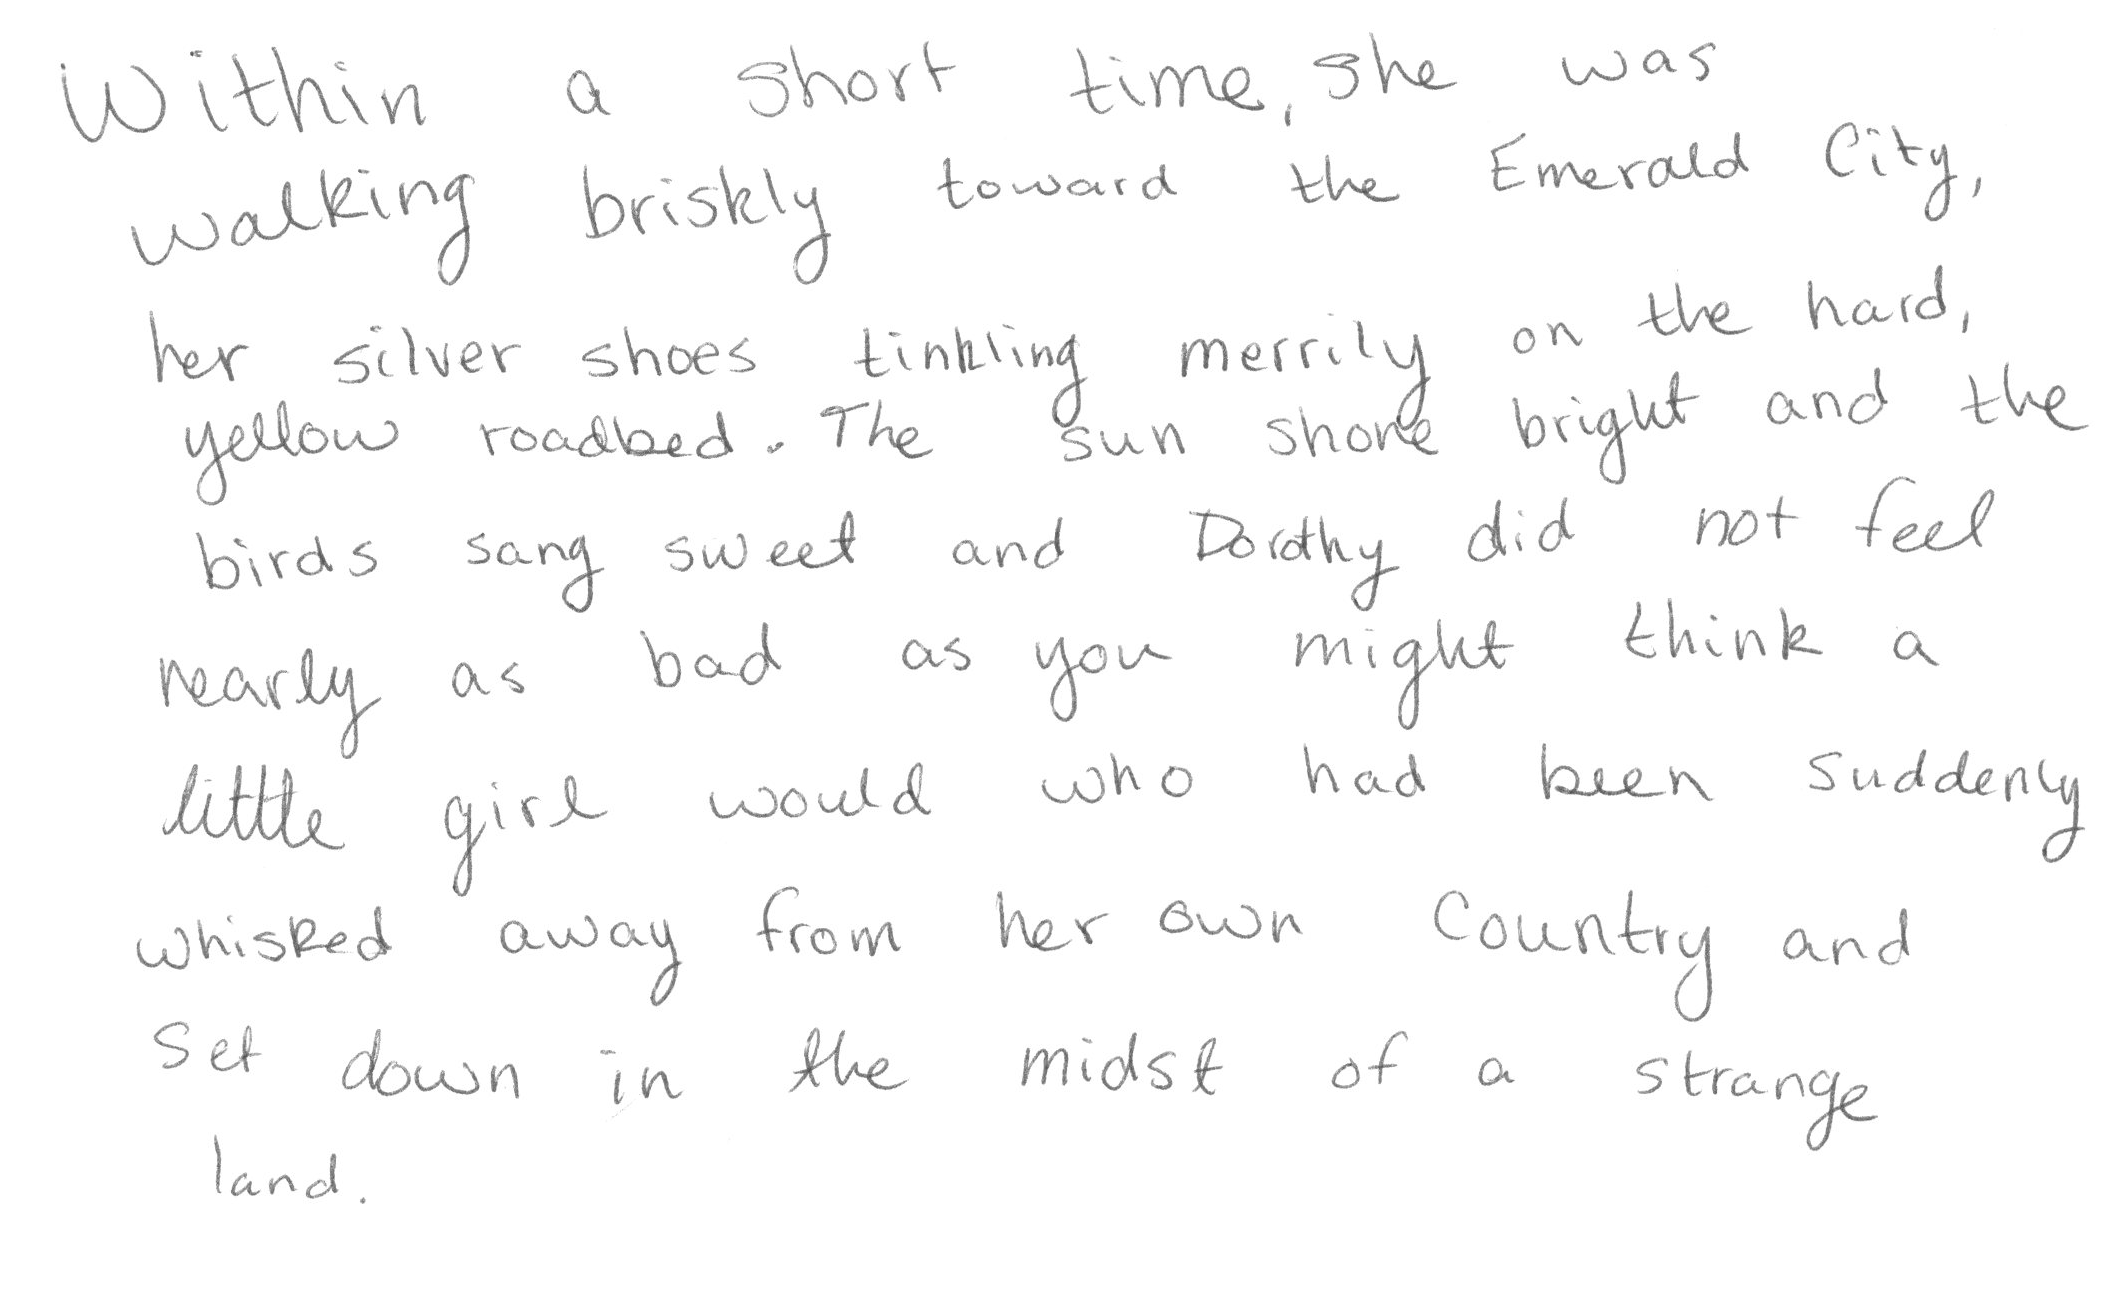 Within a short time, she was
walking briskly toward the Emerald City,
her silver shoes tinkling merrily on the hard,
yellow roadbed. The sun shone bright and the
birds sang sweet and Dorothy did not feel
nearly as bad as you might think a
little girl would who had been suddenly
whisked away from her own country and
set down in the midst of a strange
land.